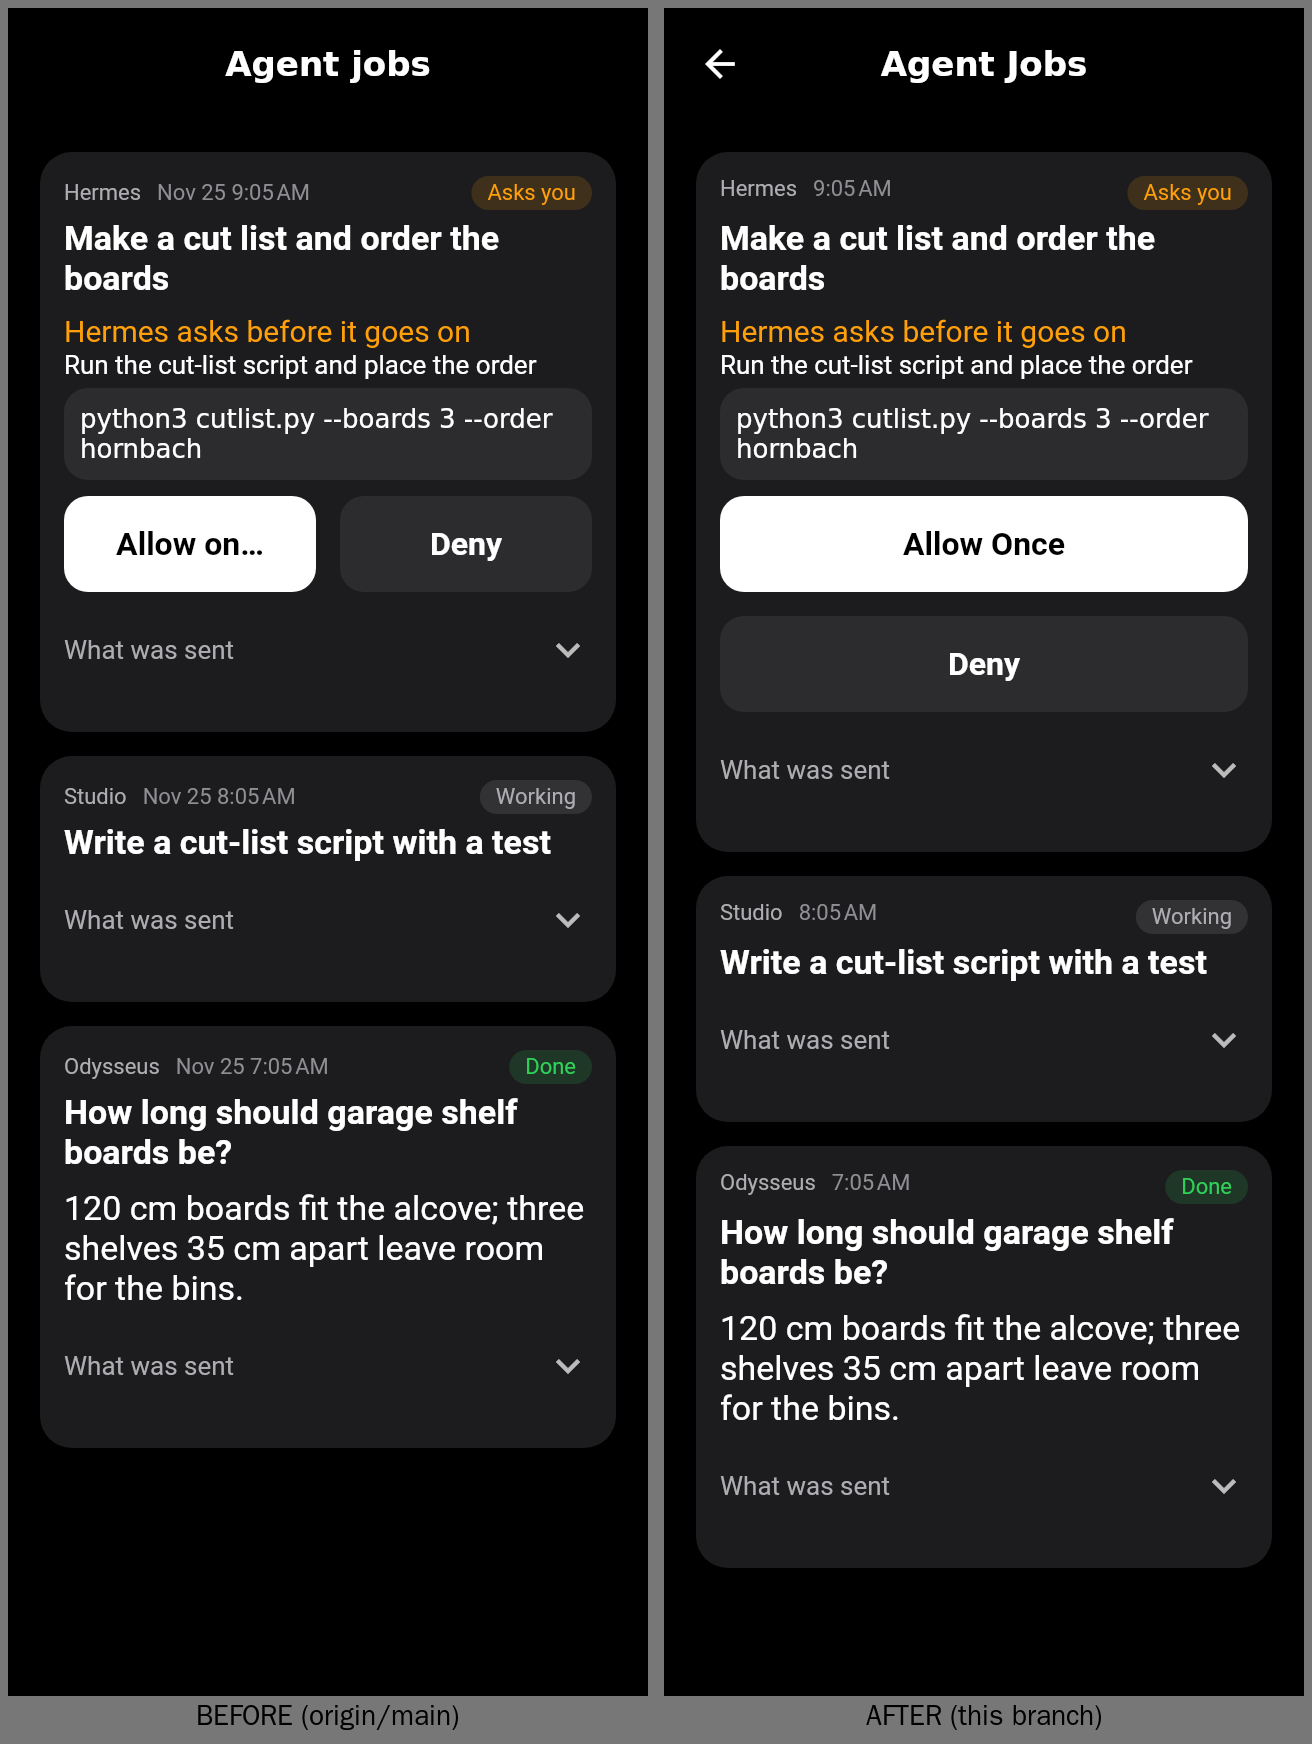 Agent jobs
Hermes Nov 25 9:05 AM Asks you
Make a cut list and order the
boards
Hermes asks before it goes on
Run the cut-list script and place the order
python3 cutlist.py --boards 3 --order
hornbach
Allow on... Deny
What was sent
Studio Nov 25 8:05 AM Working
Write a cut-list script with a test
What was sent
Odysseus Nov 25 7:05 AM Done
How long should garage shelf
boards be?
120 cm boards fit the alcove; three
shelves 35 cm apart leave room
for the bins.
What was sent
BEFORE (origin/main)
Agent Jobs
Hermes 9:05 AM Asks you
Make a cut list and order the
boards
Hermes asks before it goes on
Run the cut-list script and place the order
python3 cutlist.py --boards 3 --order
hornbach
Allow Once
Deny
What was sent
Studio 8:05 AM Working
Write a cut-list script with a test
What was sent
Odysseus 7:05 AM Done
How long should garage shelf
boards be?
120 cm boards fit the alcove; three
shelves 35 cm apart leave room
for the bins.
What was sent
AFTER (this branch)